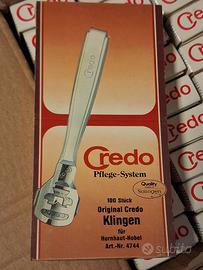 Credo
Pflege-System
Quality
Solingen
100 Stück
Original Credo
Klingen
für
Hornhaut-Hobel
Art.-Nr. 4744
subito